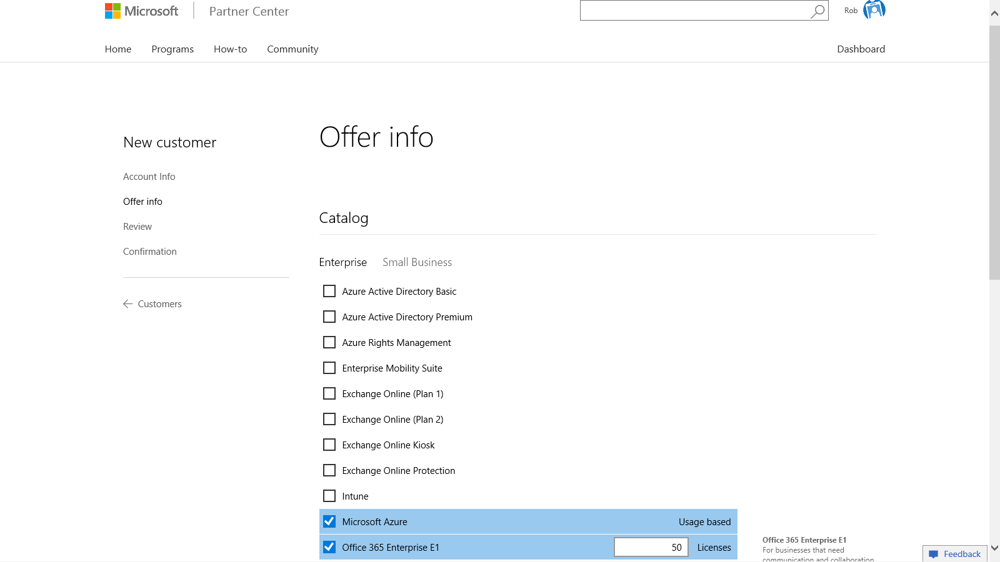 Microsoft
Partner Center
Rob
Home
Programs
How-to
Community
Dashboard
New customer
Account Info
Offer info
Review
Confirmation
Customers
Offer info
Catalog
Enterprise
Small Business
Azure Active Directory Basic
Azure Active Directory Premium
Azure Rights Management
Enterprise Mobility Suite
Exchange Online (Plan 1)
Exchange Online (Plan 2)
Exchange Online Kiosk
Exchange Online Protection
Intune
Microsoft Azure
Usage based
Office 365 Enterprise E1
50
Licenses
Office 365 Enterprise E1
For businesses that need
communication and collaboration
Feedback